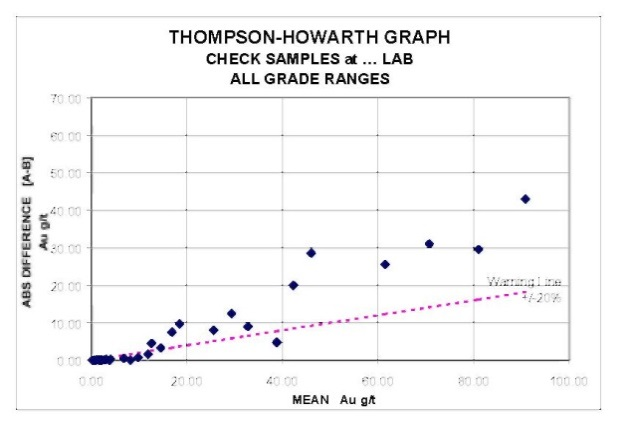 THOMPSON-HOWARTH GRAPH
CHECK SAMPLES at ... LAB
ALL GRADE RANGES
70.00
60.00
50.00
40.00
30.00
20.00
10.00
0.00
ABS DIFFERENCE [A-B]
Au g/t
Warning Line
+/-20%
0.00 20.00 40.00 60.00 80.00 100.00
MEAN Au g/t